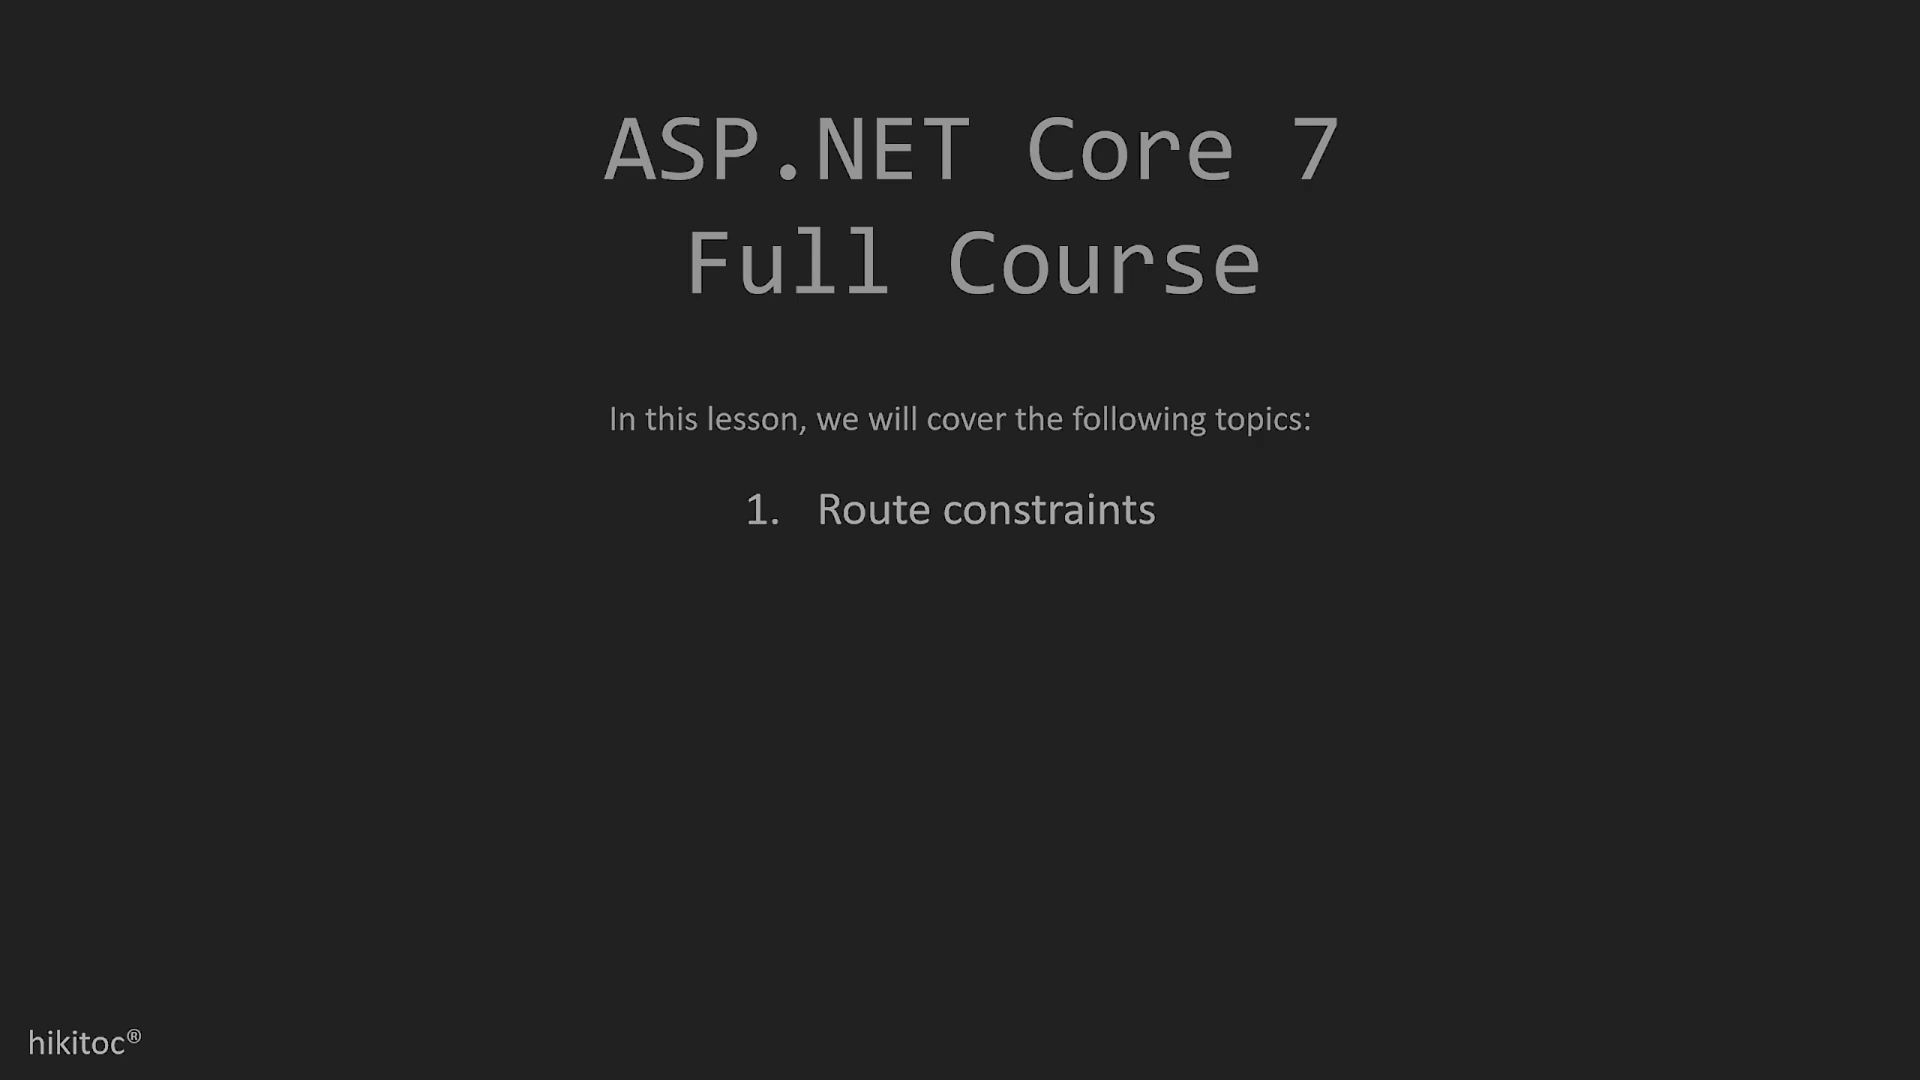 ASP.NET Core 7
Full Course
In this lesson, we will cover the following topics:
1. Route constraints
hikitoc®